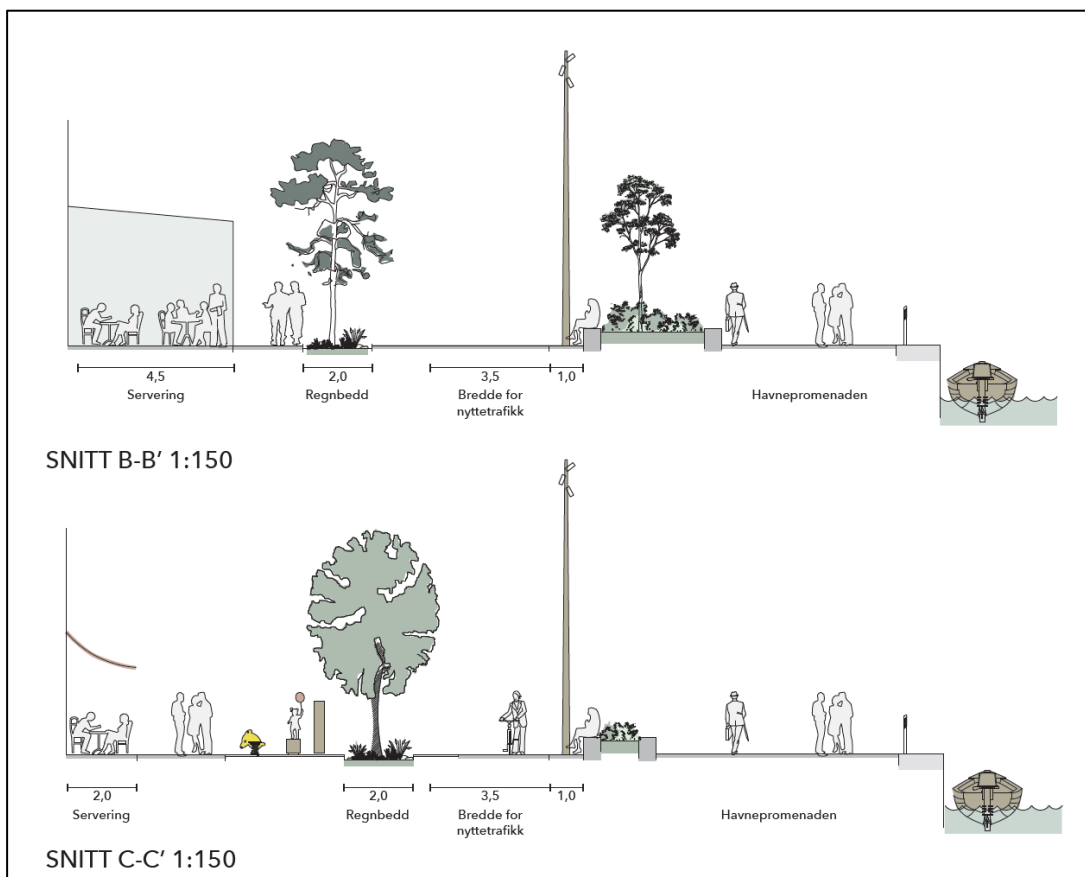 4,5
Servering
2,0
Regnbedd
3,5
Bredde for
nyttetrafikk
1,0
Havnepromenaden
SNITT B-B' 1:150
2,0
Servering
2,0
Regnbedd
3,5
Bredde for
nyttetrafikk
1,0
Havnepromenaden
SNITT C-C' 1:150